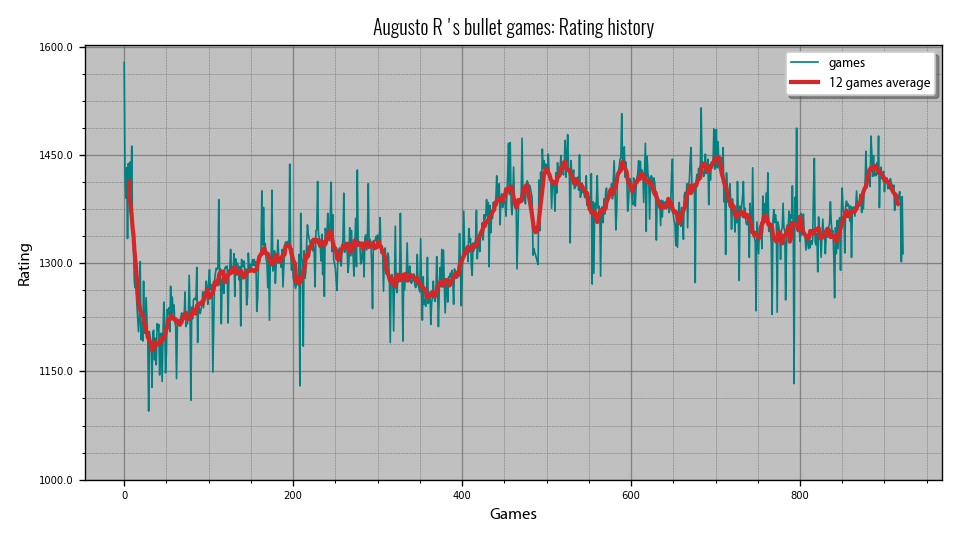 Augusto R 's bullet games: Rating history
1600.0
games
12 games average
1450.0
Rating
1300.0
1150.0
1000.0
0 200 400 600 800
Games